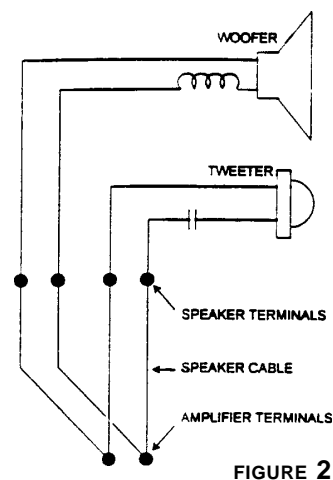 WOOFER
TWEETER
SPEAKER TERMINALS
SPEAKER CABLE
AMPLIFIER TERMINALS
FIGURE 2